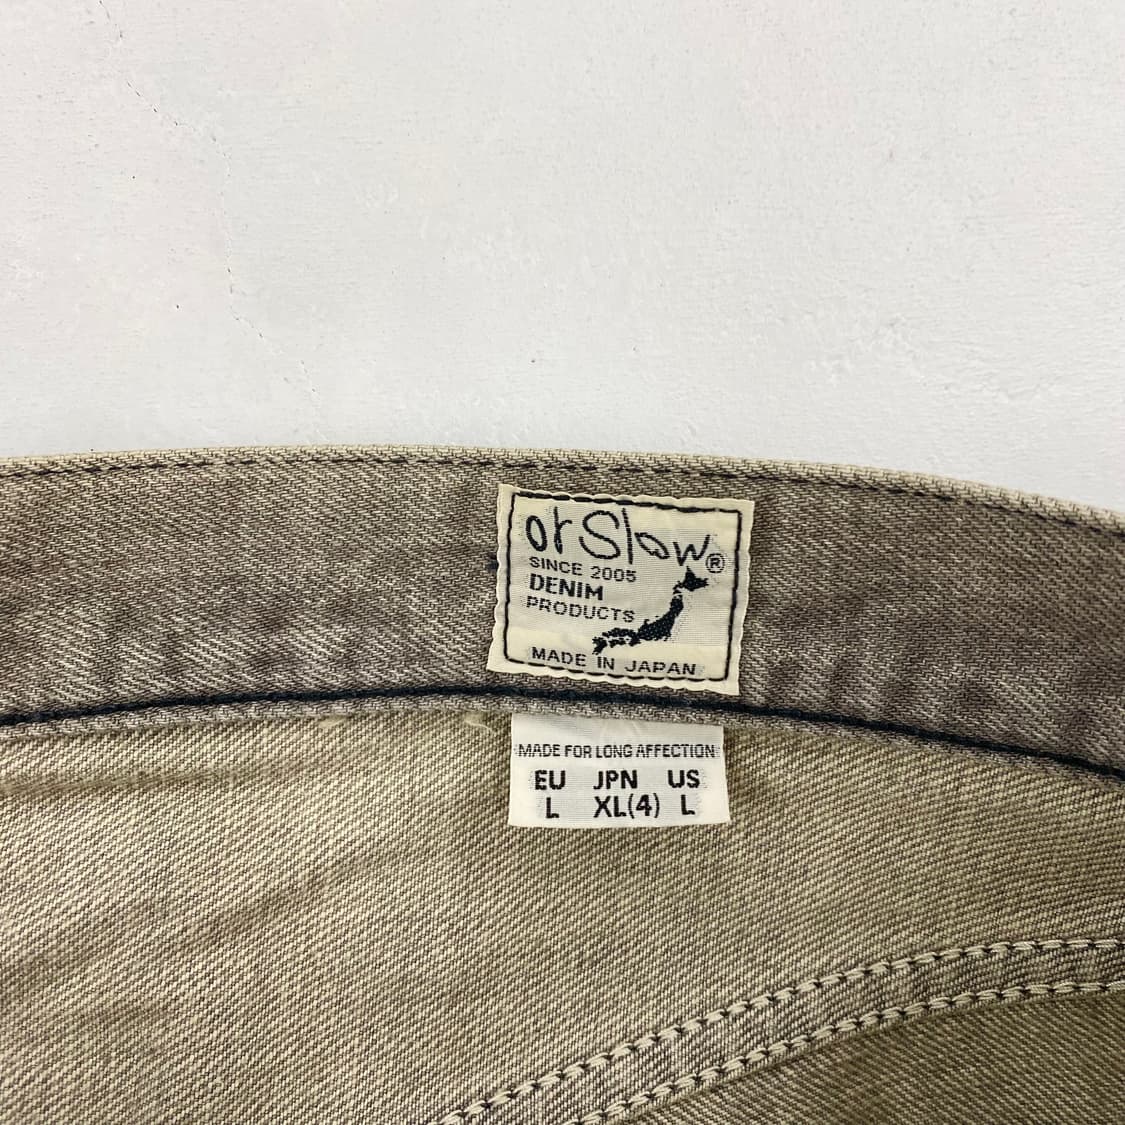 orSlow®
SINCE 2005
DENIM
PRODUCTS
MADE IN JAPAN
MADE FOR LONG AFFECTION
EU JPN US
L XL(4) L